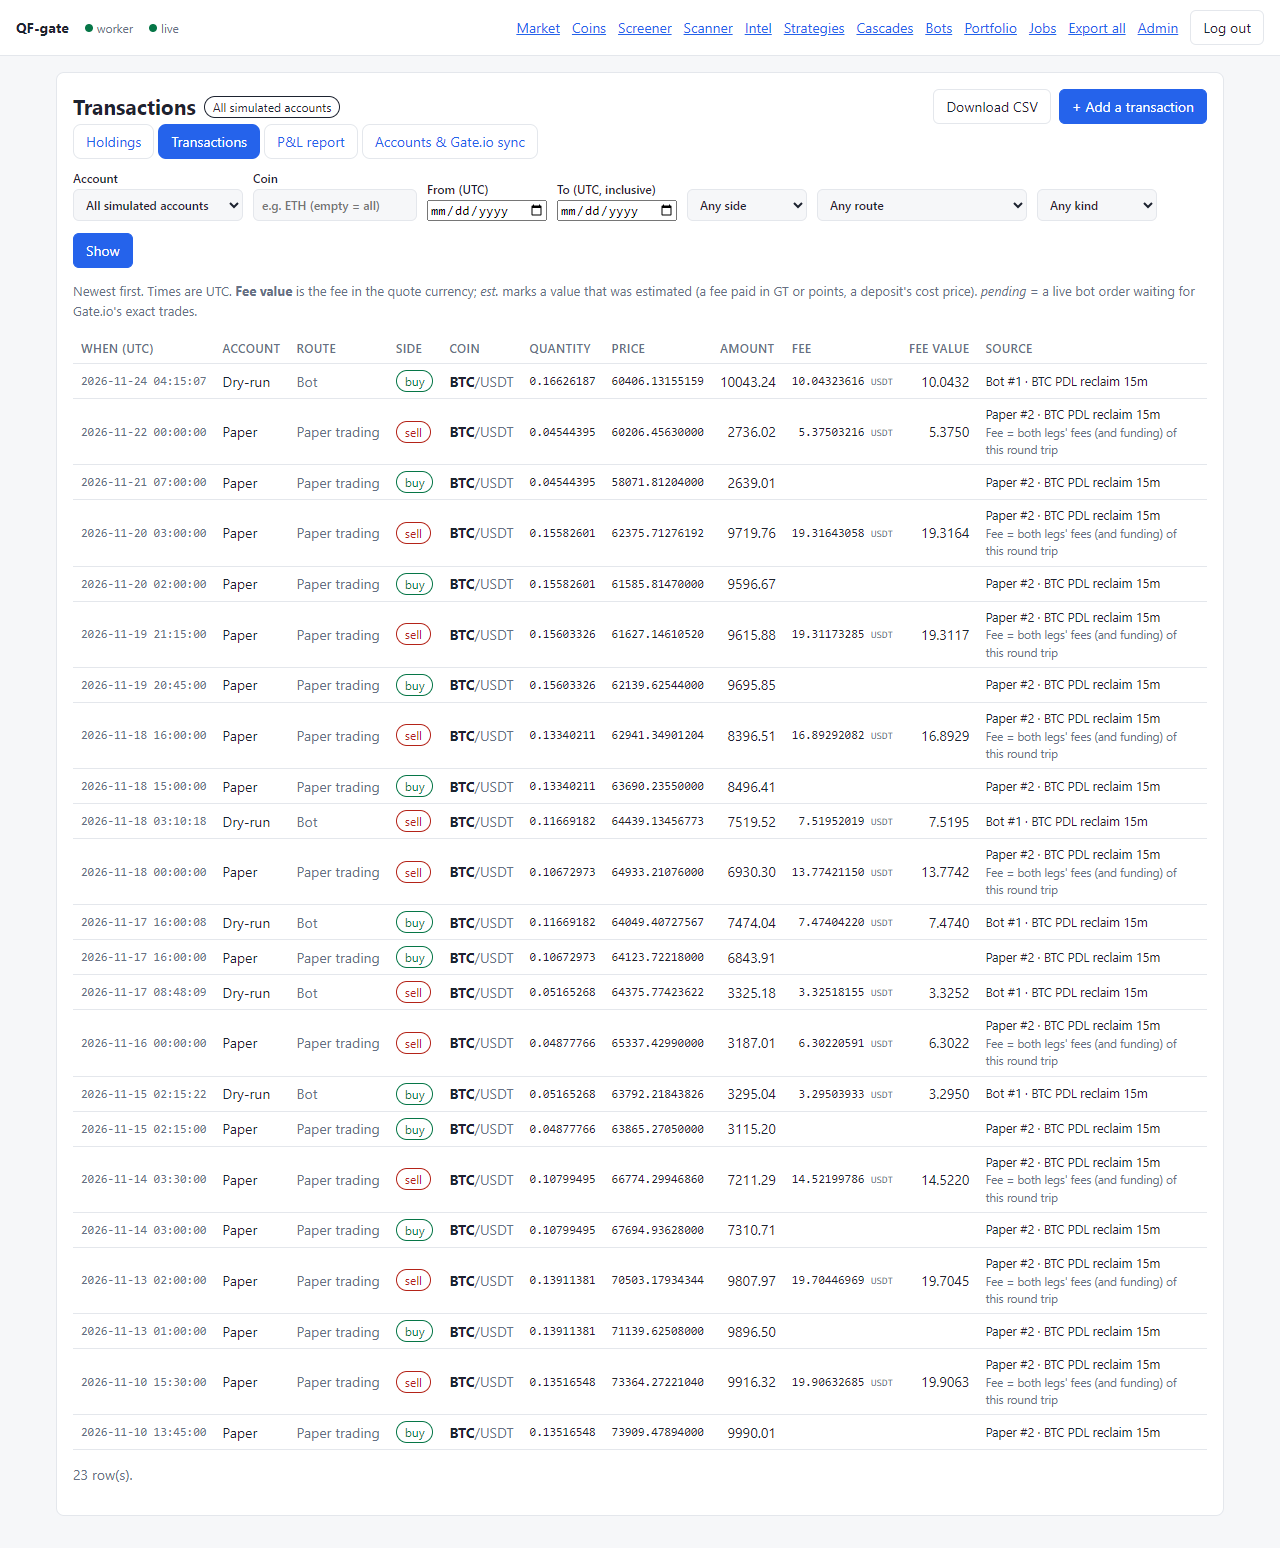 QF-gate worker live Market Coins Screener Scanner Intel Strategies Cascades Bots Portfolio Jobs Export all Admin Log out
Transactions All simulated accounts Download CSV + Add a transaction
Holdings Transactions P&L report Accounts & Gate.io sync
Account Coin From (UTC) To (UTC, inclusive)
All simulated accounts e.g. ETH (empty = all) mm/dd/yyyy mm/dd/yyyy Any side Any route Any kind
Show
Newest first. Times are UTC. Fee value is the fee in the quote currency; est. marks a value that was estimated (a fee paid in GT or points, a deposit's cost price). pending = a live bot order waiting for
Gate.io's exact trades.
WHEN (UTC) ACCOUNT ROUTE SIDE COIN QUANTITY PRICE AMOUNT FEE FEE VALUE SOURCE
2026-11-24 04:15:07 Dry-run Bot buy BTC/USDT 0.16626187 60406.13155159 10043.24 10.04323616 USDT 10.0432 Bot #1 · BTC PDL reclaim 15m
2026-11-22 00:00:00 Paper Paper trading sell BTC/USDT 0.04544395 60206.45630000 2736.02 5.37503216 USDT 5.3750 Paper #2 · BTC PDL reclaim 15m
Fee = both legs' fees (and funding) of
this round trip
2026-11-21 07:00:00 Paper Paper trading buy BTC/USDT 0.04544395 58071.81204000 2639.01 Paper #2 · BTC PDL reclaim 15m
2026-11-20 03:00:00 Paper Paper trading sell BTC/USDT 0.15582601 62375.71276192 9719.76 19.31643058 USDT 19.3164 Paper #2 · BTC PDL reclaim 15m
Fee = both legs' fees (and funding) of
this round trip
2026-11-20 02:00:00 Paper Paper trading buy BTC/USDT 0.15582601 61585.81470000 9596.67 Paper #2 · BTC PDL reclaim 15m
2026-11-19 21:15:00 Paper Paper trading sell BTC/USDT 0.15603326 61627.14610520 9615.88 19.31173285 USDT 19.3117 Paper #2 · BTC PDL reclaim 15m
Fee = both legs' fees (and funding) of
this round trip
2026-11-19 20:45:00 Paper Paper trading buy BTC/USDT 0.15603326 62139.62544000 9695.85 Paper #2 · BTC PDL reclaim 15m
2026-11-18 16:00:00 Paper Paper trading sell BTC/USDT 0.13340211 62941.34901204 8396.51 16.89292082 USDT 16.8929 Paper #2 · BTC PDL reclaim 15m
Fee = both legs' fees (and funding) of
this round trip
2026-11-18 15:00:00 Paper Paper trading buy BTC/USDT 0.13340211 63690.23550000 8496.41 Paper #2 · BTC PDL reclaim 15m
2026-11-18 03:10:18 Dry-run Bot sell BTC/USDT 0.11669182 64439.13456773 7519.52 7.51952019 USDT 7.5195 Bot #1 · BTC PDL reclaim 15m
2026-11-18 00:00:00 Paper Paper trading sell BTC/USDT 0.10672973 64933.21076000 6930.30 13.77421150 USDT 13.7742 Paper #2 · BTC PDL reclaim 15m
Fee = both legs' fees (and funding) of
this round trip
2026-11-17 16:00:08 Dry-run Bot buy BTC/USDT 0.11669182 64049.40727567 7474.04 7.47404220 USDT 7.4740 Bot #1 · BTC PDL reclaim 15m
2026-11-17 16:00:00 Paper Paper trading buy BTC/USDT 0.10672973 64123.72218000 6843.91 Paper #2 · BTC PDL reclaim 15m
2026-11-17 08:48:09 Dry-run Bot sell BTC/USDT 0.05165268 64375.77423622 3325.18 3.32518155 USDT 3.3252 Bot #1 · BTC PDL reclaim 15m
2026-11-16 00:00:00 Paper Paper trading sell BTC/USDT 0.04877766 65337.42990000 3187.01 6.30220591 USDT 6.3022 Paper #2 · BTC PDL reclaim 15m
Fee = both legs' fees (and funding) of
this round trip
2026-11-15 02:15:22 Dry-run Bot buy BTC/USDT 0.05165268 63792.21843826 3295.04 3.29503933 USDT 3.2950 Bot #1 · BTC PDL reclaim 15m
2026-11-15 02:15:00 Paper Paper trading buy BTC/USDT 0.04877766 63865.27050000 3115.20 Paper #2 · BTC PDL reclaim 15m
2026-11-14 03:30:00 Paper Paper trading sell BTC/USDT 0.10799495 66774.29946860 7211.29 14.52199786 USDT 14.5220 Paper #2 · BTC PDL reclaim 15m
Fee = both legs' fees (and funding) of
this round trip
2026-11-14 03:00:00 Paper Paper trading buy BTC/USDT 0.10799495 67694.93628000 7310.71 Paper #2 · BTC PDL reclaim 15m
2026-11-13 02:00:00 Paper Paper trading sell BTC/USDT 0.13911381 70503.17934344 9807.97 19.70446969 USDT 19.7045 Paper #2 · BTC PDL reclaim 15m
Fee = both legs' fees (and funding) of
this round trip
2026-11-13 01:00:00 Paper Paper trading buy BTC/USDT 0.13911381 71139.62508000 9896.50 Paper #2 · BTC PDL reclaim 15m
2026-11-10 15:30:00 Paper Paper trading sell BTC/USDT 0.13516548 73364.27221040 9916.32 19.90632685 USDT 19.9063 Paper #2 · BTC PDL reclaim 15m
Fee = both legs' fees (and funding) of
this round trip
2026-11-10 13:45:00 Paper Paper trading buy BTC/USDT 0.13516548 73909.47894000 9990.01 Paper #2 · BTC PDL reclaim 15m
23 row(s).